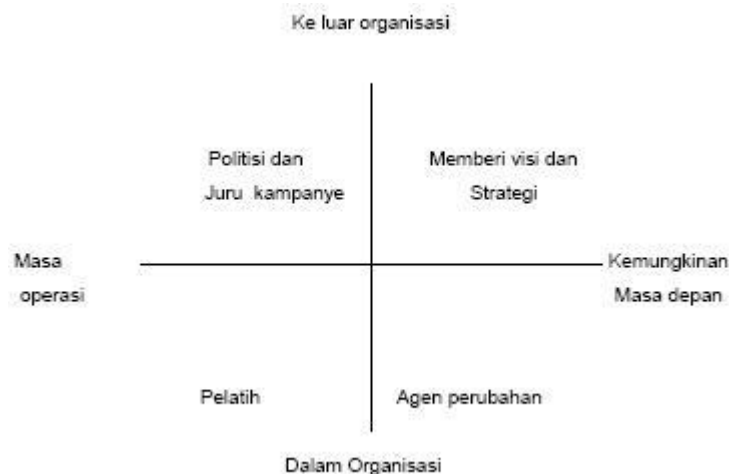 Ke luar organisasi
Politisi dan
Juru kampanye
Memberi visi dan
Strategi
Masa
operasi
Kemungkinan
Masa depan
Pelatih
Agen perubahan
Dalam Organisasi